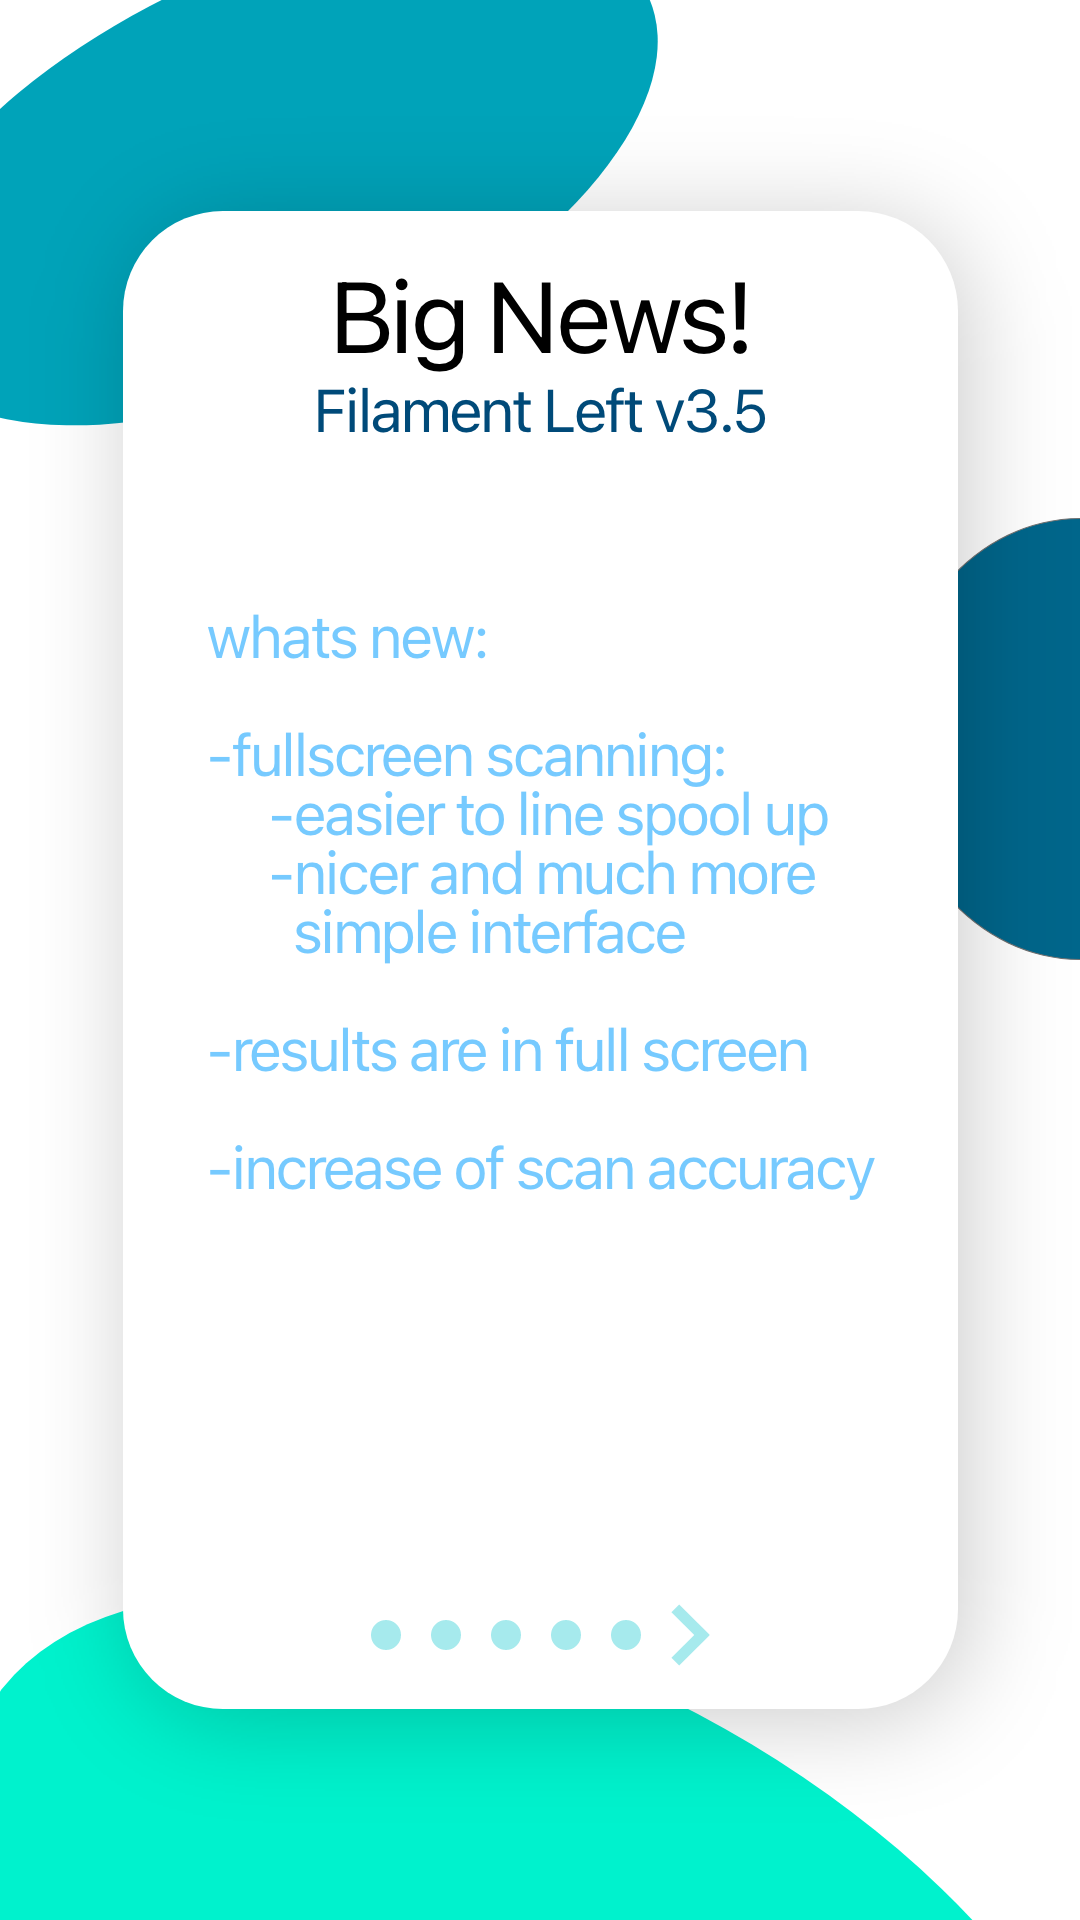 Big News!
Filament Left v3.5
whats new:
-fullscreen scanning:
-easier to line spool up
-nicer and much more
simple interface
-results are in full screen
-increase of scan accuracy